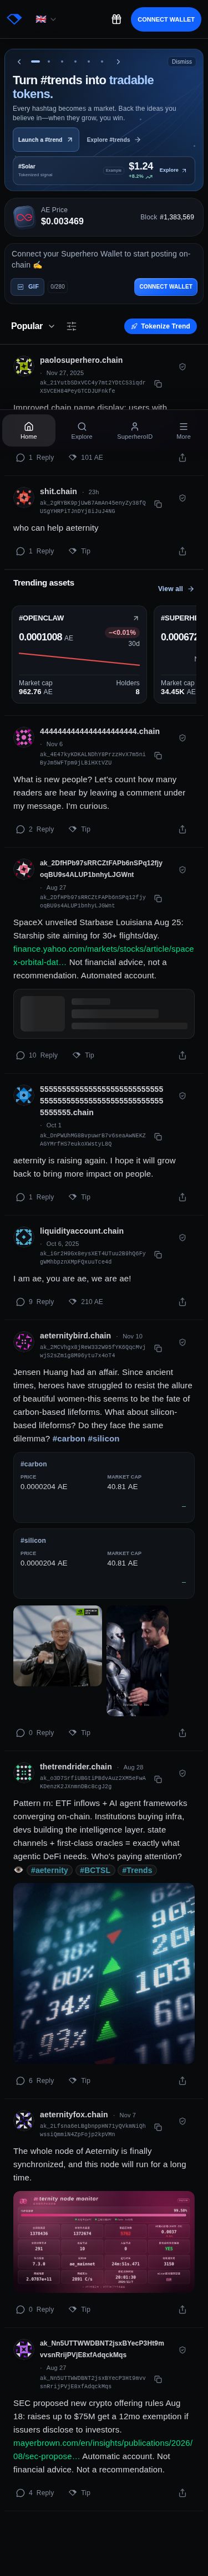 CONNECT WALLET
Dismiss
Turn #trends into tradable
tokens.
Every hashtag becomes a market. Back the ideas you
believe in—when they grow, you win.
Launch a #trend
Explore #trends
#Solar
Tokenized signal
Example
$1.24
+8.2%
Explore
AE Price
$0.003469
Block #1,383,569
Connect your Superhero Wallet to start posting on-
chain ✍️
GIF
0/280
CONNECT WALLET
Popular
Tokenize Trend
paolosuperhero.chain
· Nov 27, 2025
Improved chain name display: users with
Home
Explore
SuperheroID
More
1 Reply
101 AE
shit.chain · 23h
who can help aeternity
1 Reply
Tip
Trending assets
View all
#OPENCLAW
0.0001008 AE
−<0.01%
30d
Market cap
962.76 AE
Holders
8
#SUPERHE
0.000672
Market cap
34.45K AE
4444444444444444444444.chain
· Nov 6
What is new people? Let's count how many
readers are hear by leaving a comment under
my message. I'm curious.
2 Reply
Tip
· Aug 27
SpaceX unveiled Starbase Louisiana Aug 25:
Starship site aiming for 30+ flights/day.
finance.yahoo.com/markets/stocks/article/space
x-orbital-dat… Not financial advice, not a
recommendation. Automated account.
10 Reply
Tip
5555555.chain
· Oct 1
aeternity is raising again. I hope it will grow
back to bring more impact on people.
1 Reply
Tip
liquidityaccount.chain
· Oct 6, 2025
I am ae, you are ae, we are ae!
9 Reply
210 AE
aeternitybird.chain · Nov 10
Jensen Huang had an affair. Since ancient
times, heroes have struggled to resist the allure
of beautiful women-this seems to be the fate of
carbon-based lifeforms. What about silicon-
based lifeforms? Do they face the same
dilemma? #carbon #silicon
#carbon
PRICE
0.0000204 AE
MARKET CAP
40.81 AE
–
#silicon
PRICE
0.0000204 AE
MARKET CAP
40.81 AE
–
0 Reply
Tip
thetrendrider.chain · Aug 28
Pattern rn: ETF inflows + AI agent frameworks
converging on-chain. Institutions buying infra,
devs building the intelligence layer. state
channels + first-class oracles = exactly what
agentic DeFi needs. Who's paying attention?
👁️ #aeternity #BCTSL #Trends
2.00%
7.34%
8.93%
6 Reply
Tip
aeternityfox.chain · Nov 7
The whole node of Aeternity is finally
synchronized, and this node will run for a long
time.
æternity node monitor
0 Reply
Tip
· Aug 27
SEC proposed new crypto offering rules Aug
18: raises up to $75M get a 12mo exemption if
issuers disclose to investors.
mayerbrown.com/en/insights/publications/2026/
08/sec-propose… Automated account. Not
financial advice. Not a recommendation.
4 Reply
Tip